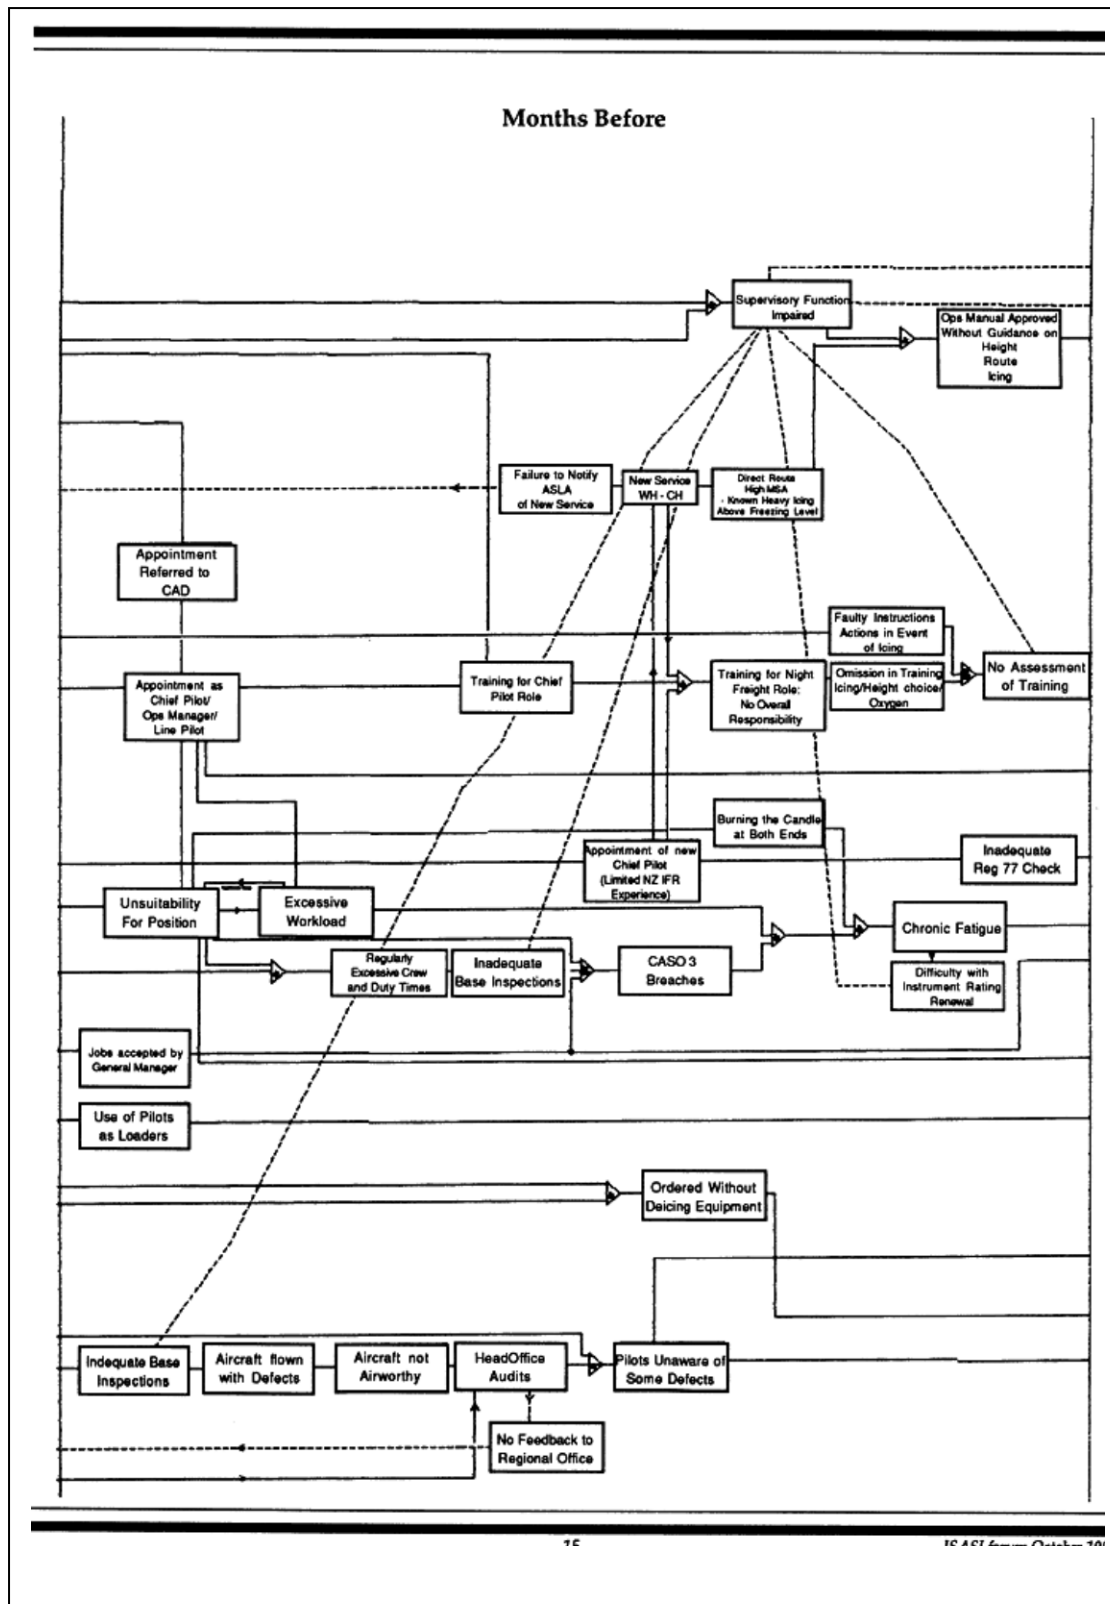 Months Before
Supervisory Function
Impaired
Ops Manual Approved
Without Guidance on
Height
Route
Icing
Failure to Notify
ASLA
of New Service
New Service
WH - CH
Direct Route
High MSA
- Known Heavy Icing
Above Freezing Level
Appointment
Referred to
CAD
Faulty Instructions
Actions in Event
of Icing
Appointment as
Chief Pilot/
Ops Manager/
Line Pilot
Training for Chief
Pilot Role
Training for Night
Freight Role:
No Overall
Responsibility
Omission in Training
Icing/Height choice/
Oxygen
No Assessment
of Training
Burning the Candle
at Both Ends
Appointment of new
Chief Pilot
(Limited NZ IFR
Experience)
Inadequate
Reg 77 Check
Unsuitability
For Position
Excessive
Workload
Chronic Fatigue
Regularly
Excessive Crew
and Duty Times
Inadequate
Base Inspections
CASO 3
Breaches
Difficulty with
Instrument Rating
Renewal
Jobs accepted by
General Manager
Use of Pilots
as Loaders
Ordered Without
Deicing Equipment
Indequate Base
Inspections
Aircraft flown
with Defects
Aircraft not
Airworthy
HeadOffice
Audits
Pilots Unaware of
Some Defects
No Feedback to
Regional Office
15
ISASI forum October